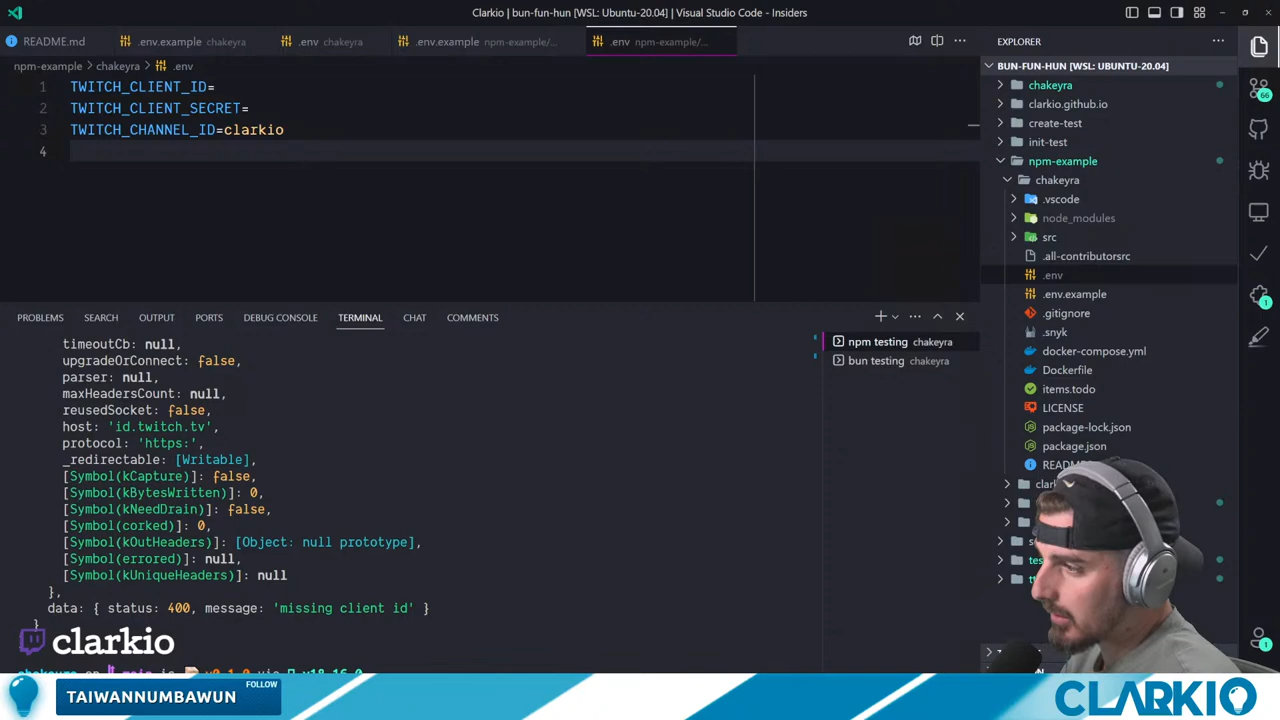 Clarkio | bun-fun-hun [WSL: Ubuntu-20.04] | Visual Studio Code - Insiders
README.md
.env.example chakeyra
.env chakeyra
.env.example npm-example/...
.env npm-example/...
npm-example > chakeyra > .env
1 TWITCH_CLIENT_ID=
2 TWITCH_CLIENT_SECRET=
3 TWITCH_CHANNEL_ID=clarkio
4
PROBLEMS SEARCH OUTPUT PORTS DEBUG CONSOLE TERMINAL CHAT COMMENTS
timeoutCb: null,
upgradeOrConnect: false,
parser: null,
maxHeadersCount: null,
reusedSocket: false,
host: 'id.twitch.tv',
protocol: 'https:',
_redirectable: [Writable],
[Symbol(kCapture)]: false,
[Symbol(kBytesWritten)]: 0,
[Symbol(kNeedDrain)]: false,
[Symbol(corked)]: 0,
[Symbol(kOutHeaders)]: [Object: null prototype],
[Symbol(errored)]: null,
[Symbol(kUniqueHeaders)]: null
},
data: { status: 400, message: 'missing client id' }
}
clarkio
npm testing chakeyra
bun testing chakeyra
EXPLORER
BUN-FUN-HUN [WSL: UBUNTU-20.04]
chakeyra
clarkio.github.io
create-test
init-test
npm-example
chakeyra
.vscode
node_modules
src
.all-contributorsrc
.env
.env.example
.gitignore
.snyk
docker-compose.yml
Dockerfile
items.todo
LICENSE
package-lock.json
package.json
66
1
1
TAIWANNUMBAWUN
FOLLOW
CLARKIO